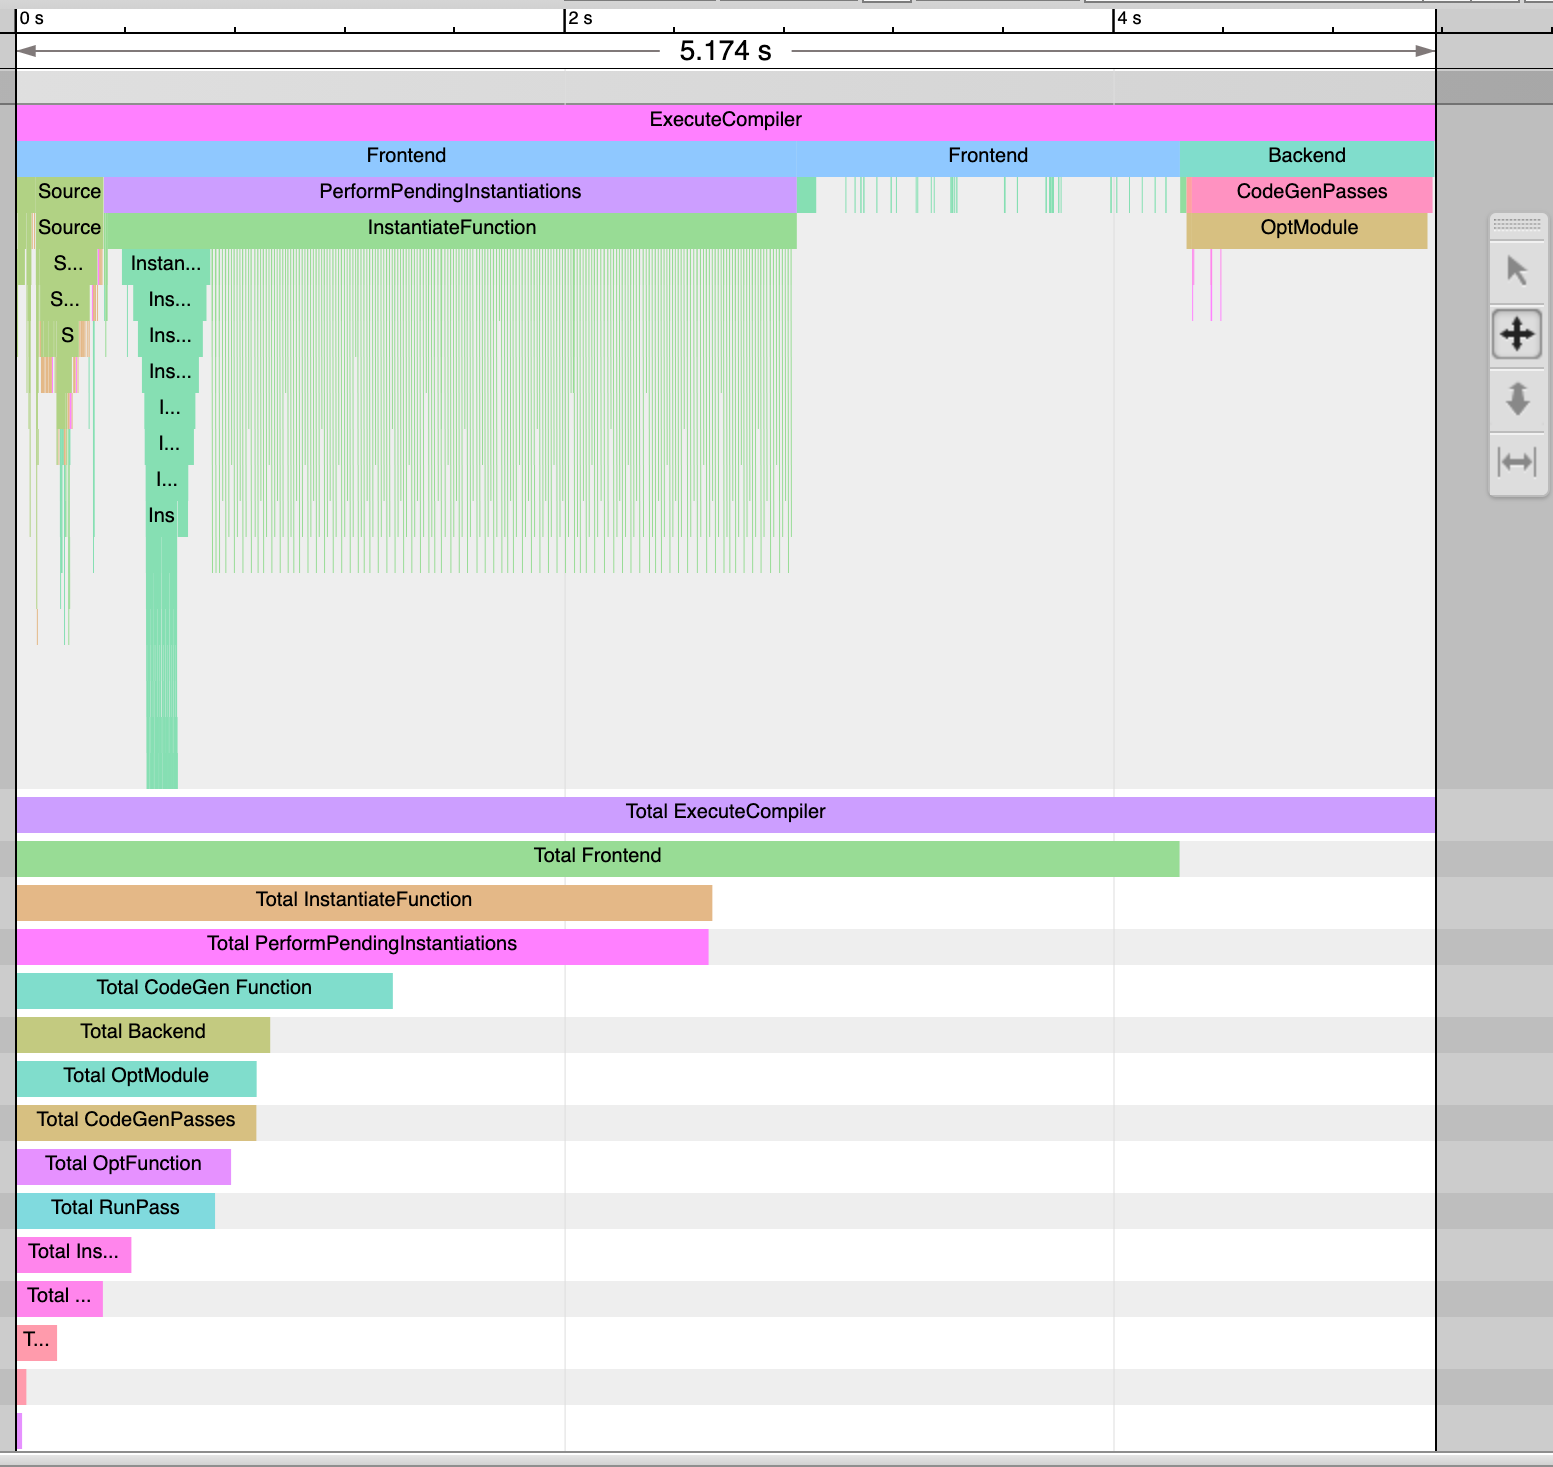 0 s 2 s 4 s
5.174 s
ExecuteCompiler
Frontend Frontend Backend
Source PerformPendingInstantiations CodeGenPasses
Source InstantiateFunction OptModule
S... Instan...
S... Ins...
S Ins...
Ins...
I...
I...
I...
Ins
Total ExecuteCompiler
Total Frontend
Total InstantiateFunction
Total PerformPendingInstantiations
Total CodeGen Function
Total Backend
Total OptModule
Total CodeGenPasses
Total OptFunction
Total RunPass
Total Ins...
Total ...
T...